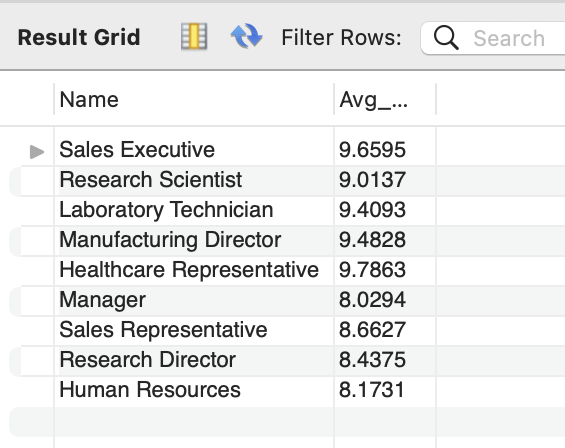 Result Grid Filter Rows: Search
Name Avg_...
Sales Executive 9.6595
Research Scientist 9.0137
Laboratory Technician 9.4093
Manufacturing Director 9.4828
Healthcare Representative 9.7863
Manager 8.0294
Sales Representative 8.6627
Research Director 8.4375
Human Resources 8.1731